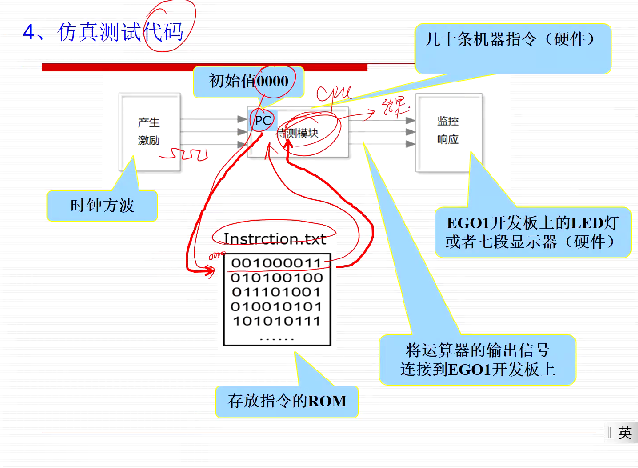 4、仿真测试代码
几十条机器指令（硬件）
初始值0000
cpu
产生
激励
PC
待测模块
监控
响应
时钟方波
EGO1开发板上的LED灯
或者七段显示器（硬件）
Instrction.txt
0000
001000011
010100100
011101001
010010101
101010111
......
将运算器的输出信号
连接到EGO1开发板上
存放指令的ROM
英